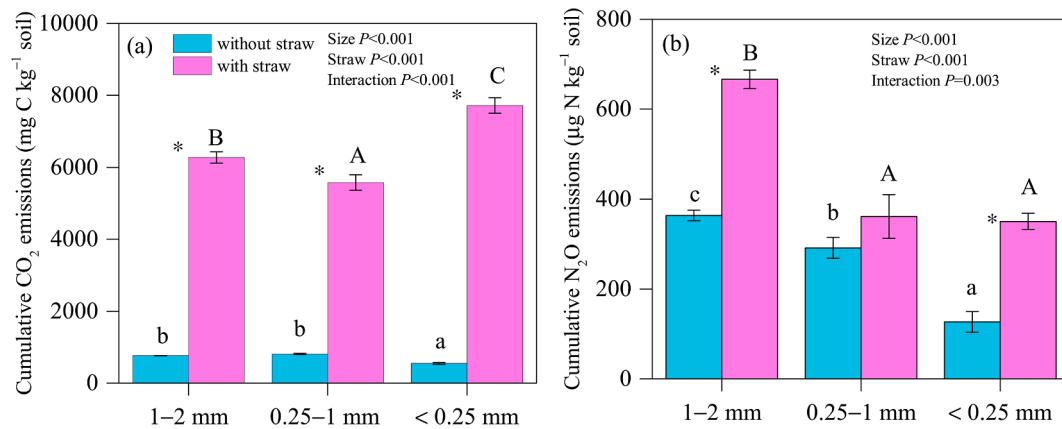 Cumulative CO₂ emissions (mg C kg⁻¹ soil)
10000
8000
6000
4000
2000
0
(a)
without straw
with straw
Size P<0.001
Straw P<0.001
Interaction P<0.001
b
* B
b
* A
a
* C
1–2 mm 0.25–1 mm < 0.25 mm
Cumulative N₂O emissions (µg N kg⁻¹ soil)
800
600
400
200
0
(b)
Size P<0.001
Straw P<0.001
Interaction P=0.003
c
* B
b
A
a
* A
1–2 mm 0.25–1 mm < 0.25 mm